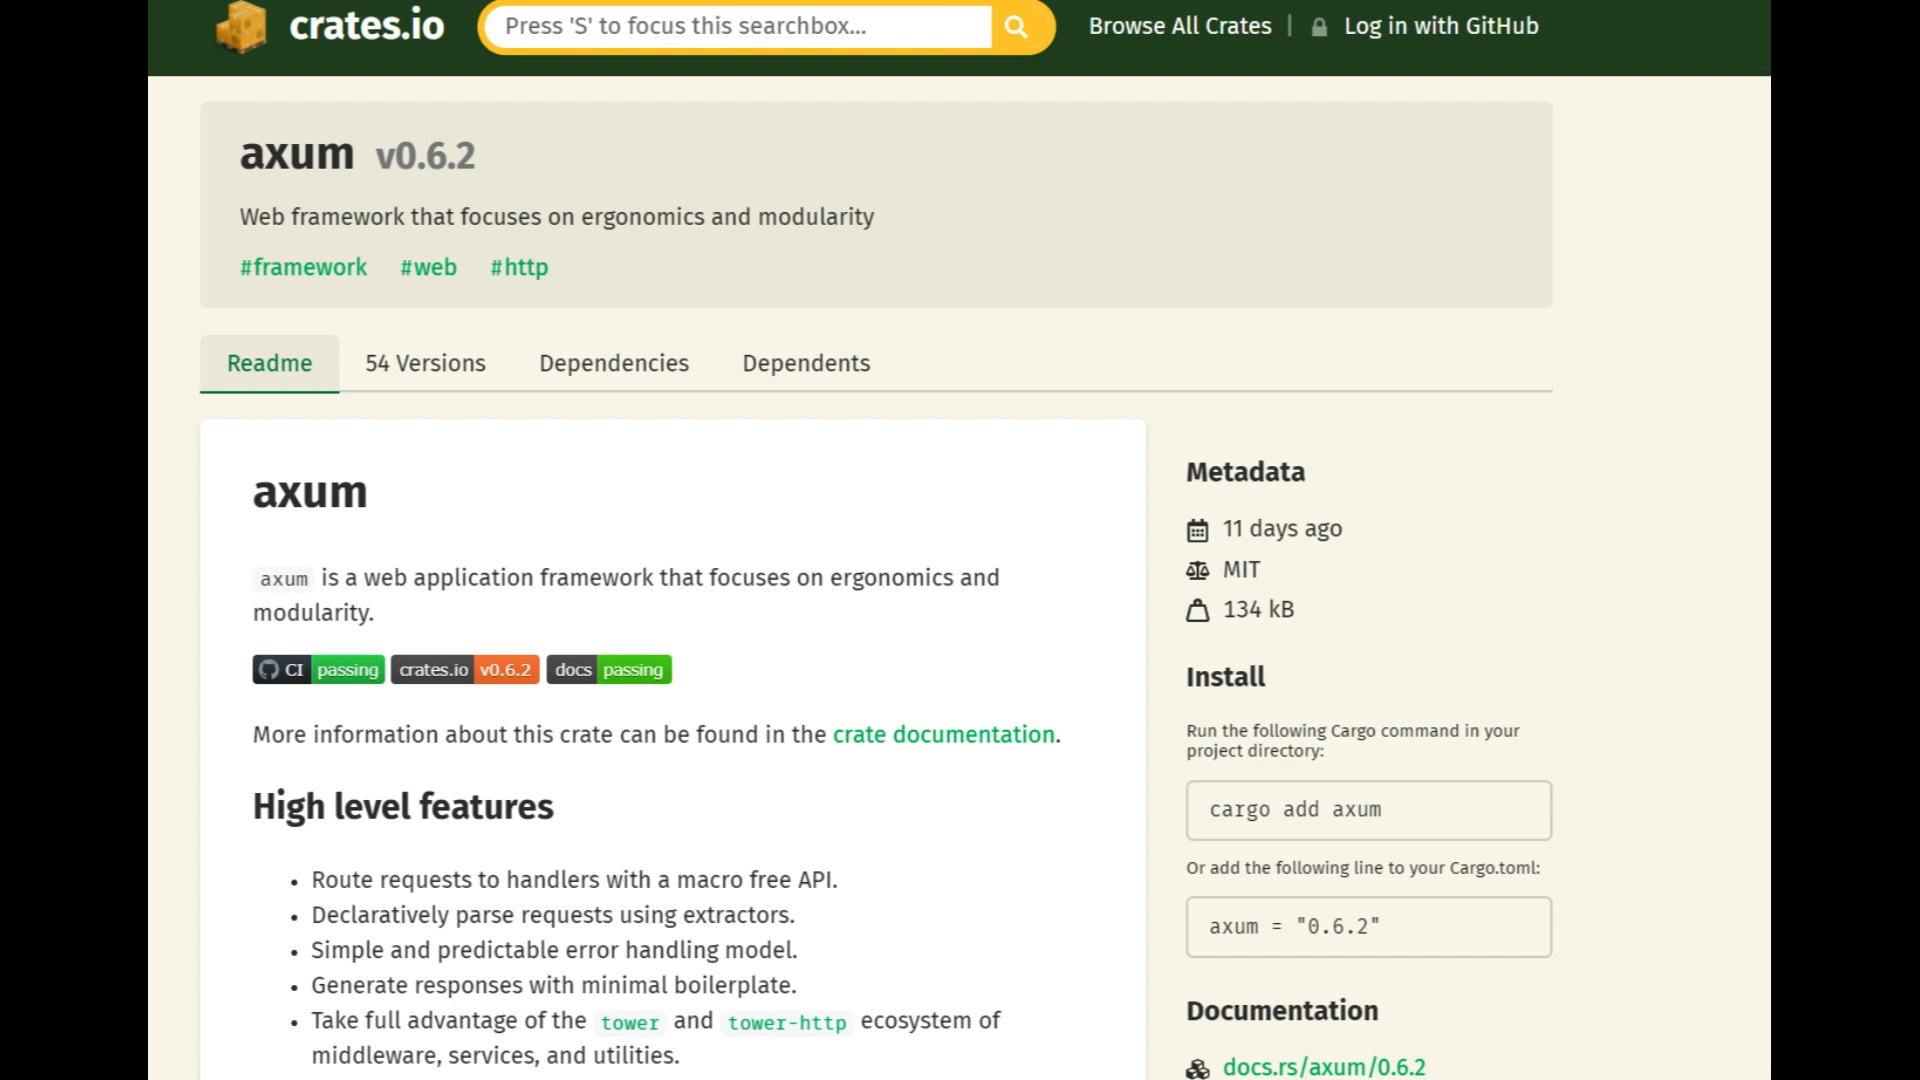 crates.io
Press 'S' to focus this searchbox...
Browse All Crates | Log in with GitHub
axum v0.6.2
Web framework that focuses on ergonomics and modularity
#framework #web #http
Readme 54 Versions Dependencies Dependents
axum
axum is a web application framework that focuses on ergonomics and
modularity.
CI passing crates.io v0.6.2 docs passing
More information about this crate can be found in the crate documentation.
High level features
• Route requests to handlers with a macro free API.
• Declaratively parse requests using extractors.
• Simple and predictable error handling model.
• Generate responses with minimal boilerplate.
• Take full advantage of the tower and tower-http ecosystem of
middleware, services, and utilities.
Metadata
11 days ago
MIT
134 kB
Install
Run the following Cargo command in your
project directory:
cargo add axum
Or add the following line to your Cargo.toml:
axum = "0.6.2"
Documentation
docs.rs/axum/0.6.2